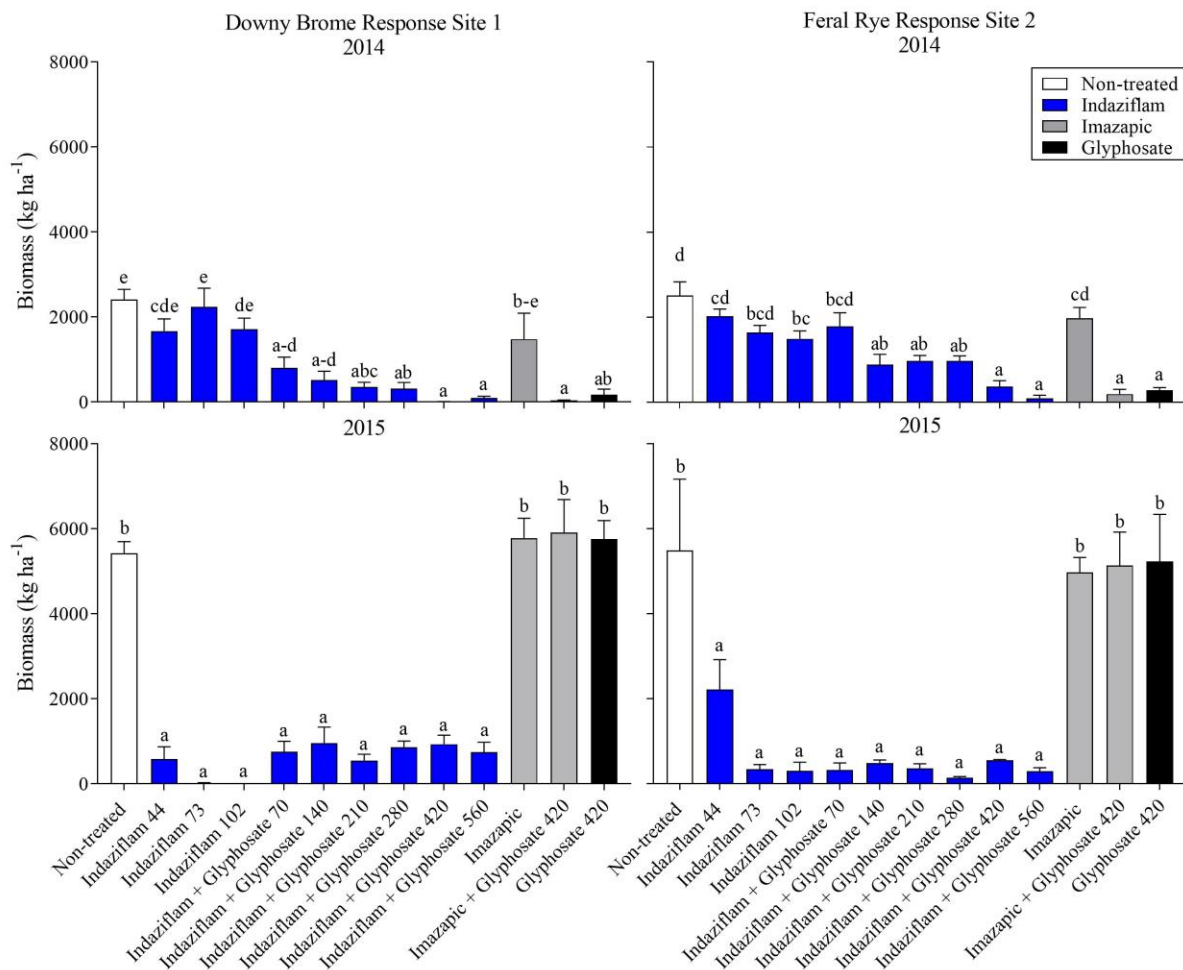 Downy Brome Response Site 1
2014
Feral Rye Response Site 2
2014
Non-treated
Indaziflam
Imazapic
Glyphosate
Biomass (kg ha⁻¹)
8000
6000
4000
2000
0
e
cde
e
de
a-d
a-d
abc
ab
a
a
b-e
a
ab
d
cd
bcd
bc
bcd
ab
ab
ab
a
a
cd
a
a
2015
2015
Biomass (kg ha⁻¹)
8000
6000
4000
2000
0
b
a
a
a
a
a
a
a
a
a
b
b
b
b
a
a
a
a
a
a
a
a
a
b
b
b
Non-treated
Indaziflam 44
Indaziflam 73
Indaziflam 102
Indaziflam + Glyphosate 70
Indaziflam + Glyphosate 140
Indaziflam + Glyphosate 210
Indaziflam + Glyphosate 280
Indaziflam + Glyphosate 420
Indaziflam + Glyphosate 560
Imazapic
Imazapic + Glyphosate 420
Glyphosate 420
Non-treated
Indaziflam 44
Indaziflam 73
Indaziflam 102
Indaziflam + Glyphosate 70
Indaziflam + Glyphosate 140
Indaziflam + Glyphosate 210
Indaziflam + Glyphosate 280
Indaziflam + Glyphosate 420
Indaziflam + Glyphosate 560
Imazapic
Imazapic + Glyphosate 420
Glyphosate 420